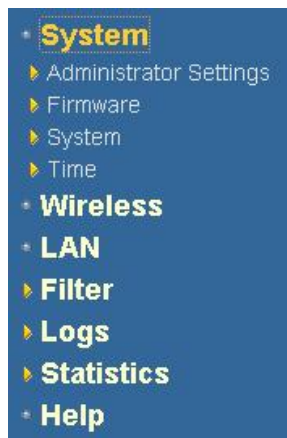 System
Administrator Settings
Firmware
System
Time
Wireless
LAN
Filter
Logs
Statistics
Help